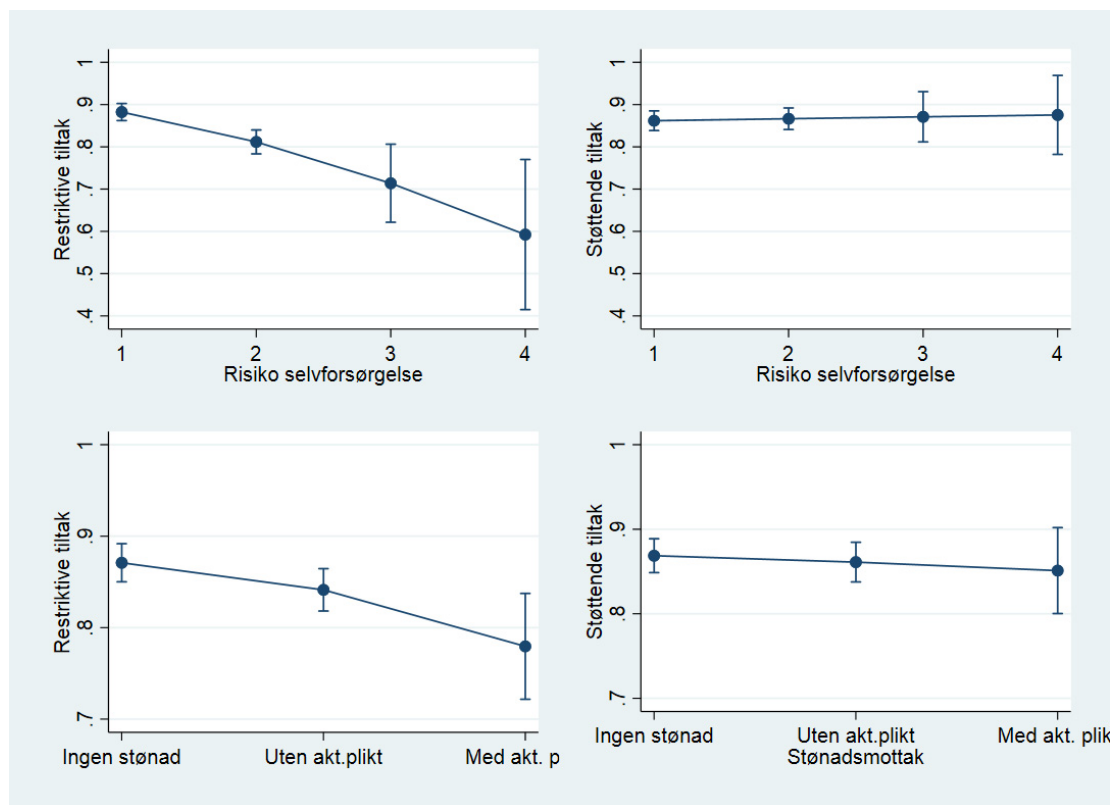 Restriktive tiltak
1
.9
.8
.7
.6
.5
.4
1 2 3 4
Risiko selvforsørgelse
Støttende tiltak
1
.9
.8
.7
.6
.5
.4
1 2 3 4
Risiko selvforsørgelse
Restriktive tiltak
1
.9
.8
.7
Ingen stønad Uten akt.plikt Med akt. p
Støttende tiltak
1
.9
.8
.7
Ingen stønad Uten akt.plikt Med akt. plik
Stønadsmottak